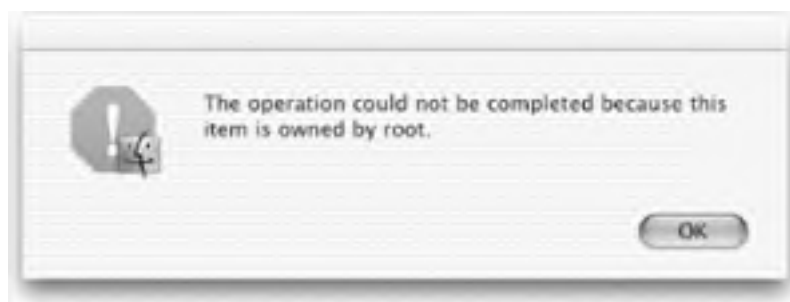 The operation could not be completed because this
item is owned by root.
OK